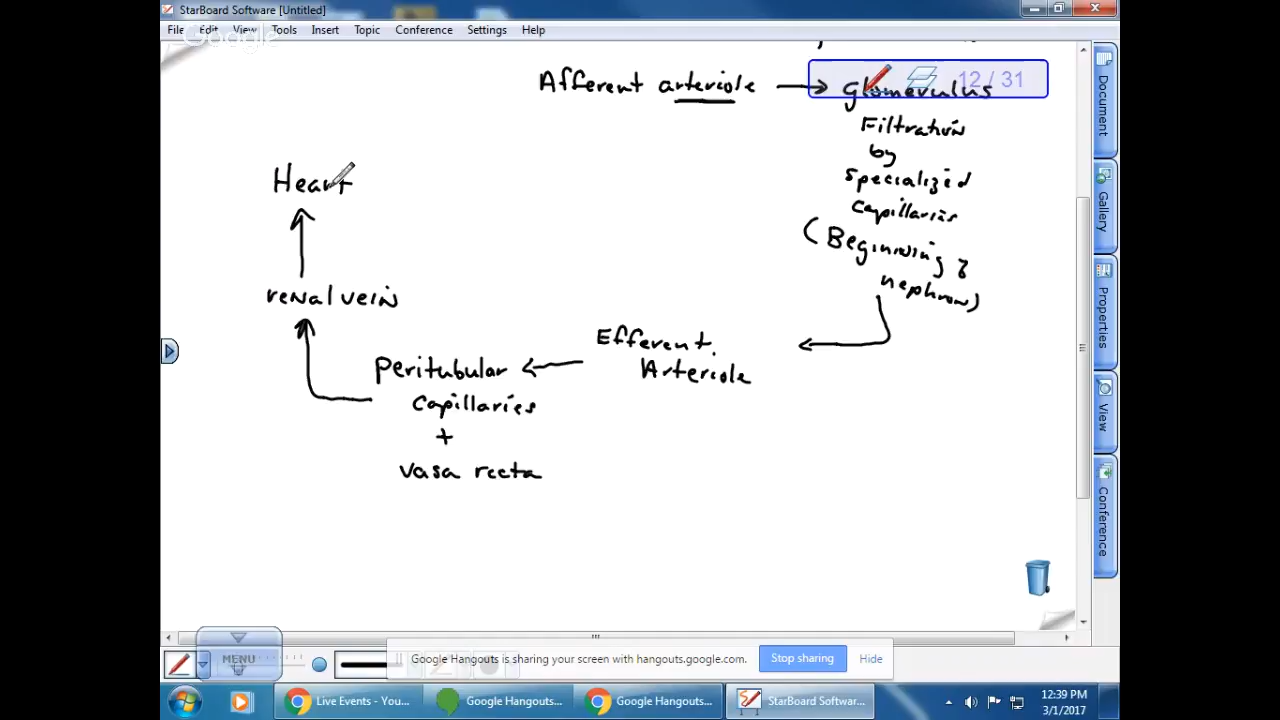 StarBoard Software [Untitled]
File Edit View Tools Insert Topic Conference Settings Help
Google
Afferent arteriole → glomerulus
12 / 31
Filtration
by
specialized
capillaries
(Beginning of
nephron)
Heart
renal vein
Efferent
Arteriole
Peritubular
capillaries
+
vasa recta
Document
Gallery
Properties
View
Conference
MENU
Google Hangouts is sharing your screen with hangouts.google.com.
Stop sharing
Hide
Live Events - You...
Google Hangouts...
Google Hangouts...
StarBoard Softwar...
12:39 PM
3/1/2017